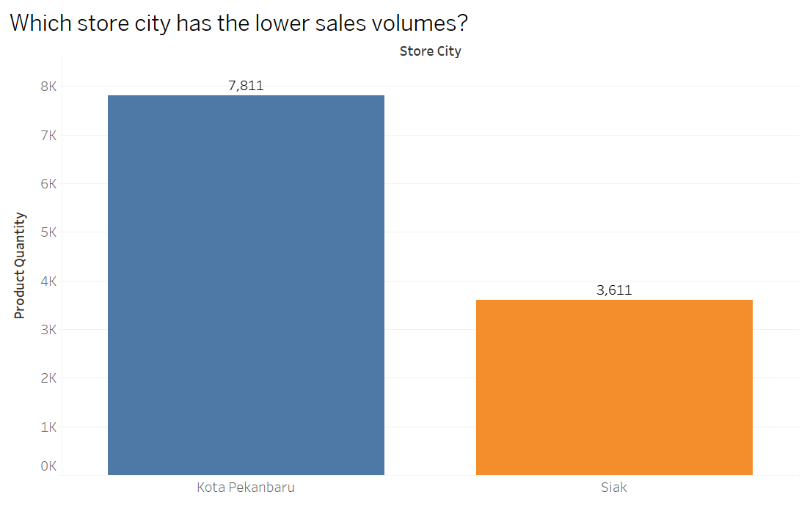 Which store city has the lower sales volumes?
Store City
Product Quantity
8K
7K
6K
5K
4K
3K
2K
1K
0K
7,811
3,611
Kota Pekanbaru
Siak